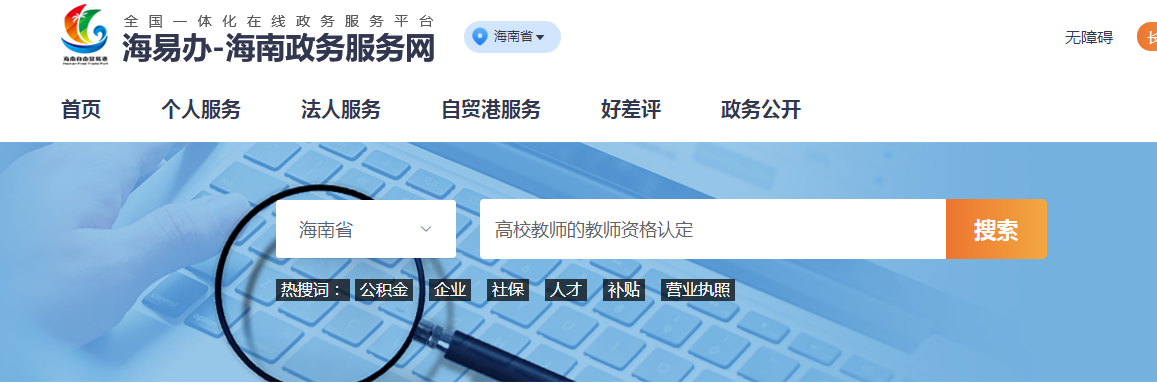 全国一体化在线政务服务平台
海易办-海南政务服务网
海南省
无障碍
长
首页 个人服务 法人服务 自贸港服务 好差评 政务公开
海南省 高校教师的教师资格认定 搜索
热搜词： 公积金 企业 社保 人才 补贴 营业执照